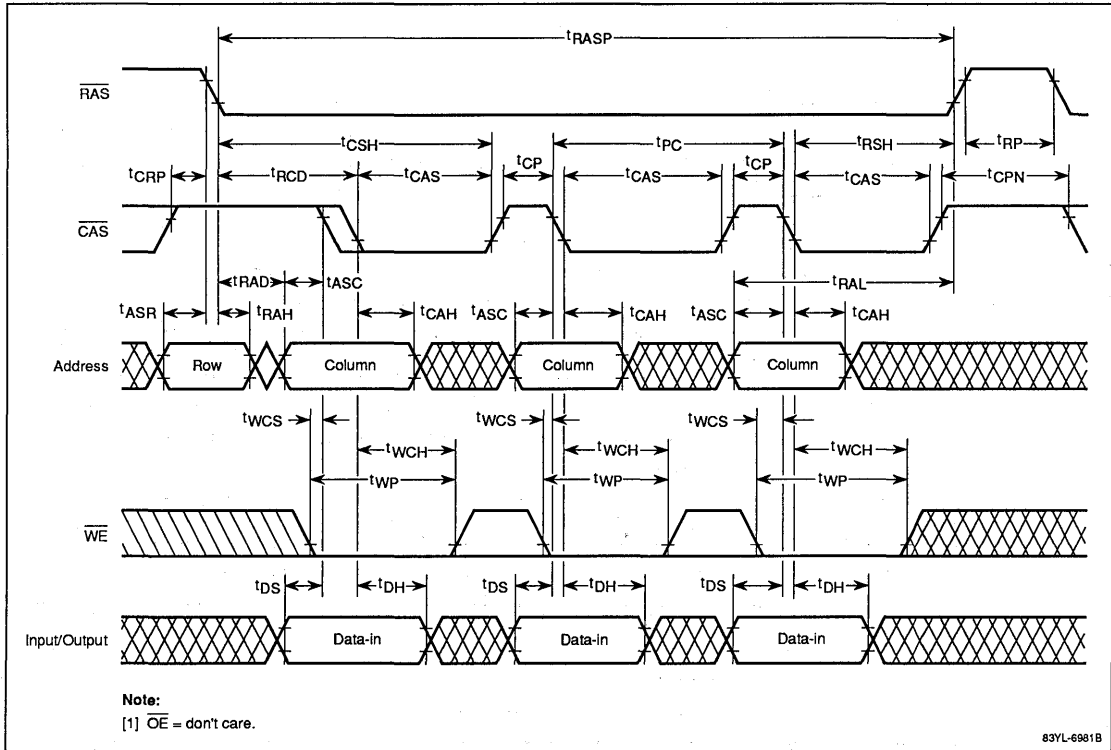 tRASP
RAS
tCSH
tPC
tRSH
tRP
tCRP
tRCD
tCAS
tCP
tCAS
tCP
tCAS
tCPN
CAS
tRAD
tASC
tRAL
tASR
tRAH
tCAH
tASC
tCAH
tASC
tCAH
Address
Row
Column
Column
Column
tWCS
tWCS
tWCS
tWCH
tWCH
tWCH
tWP
tWP
tWP
WE
tDS
tDH
tDS
tDH
tDS
tDH
Input/Output
Data-in
Data-in
Data-in
Note:
[1] OE = don't care.
83YL-6981B